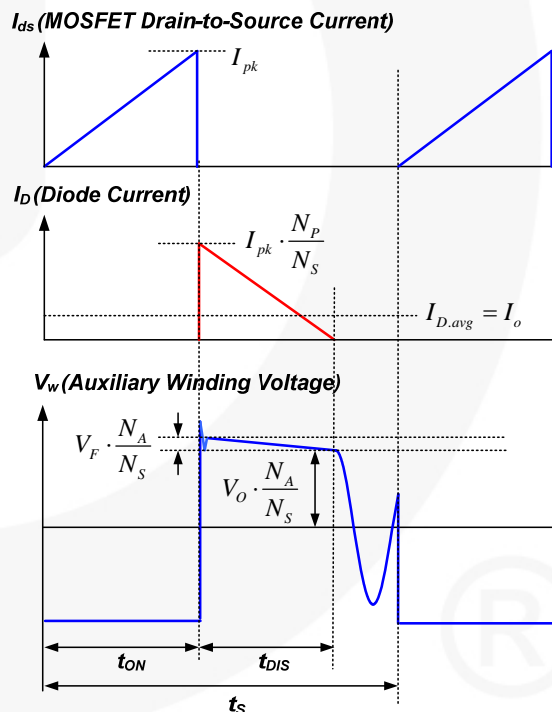 Ids (MOSFET Drain-to-Source Current)
Ipk
ID (Diode Current)
Ipk · NP/NS
ID.avg = Io
Vw (Auxiliary Winding Voltage)
VF · NA/NS
VO · NA/NS
tON
tDIS
tS
®